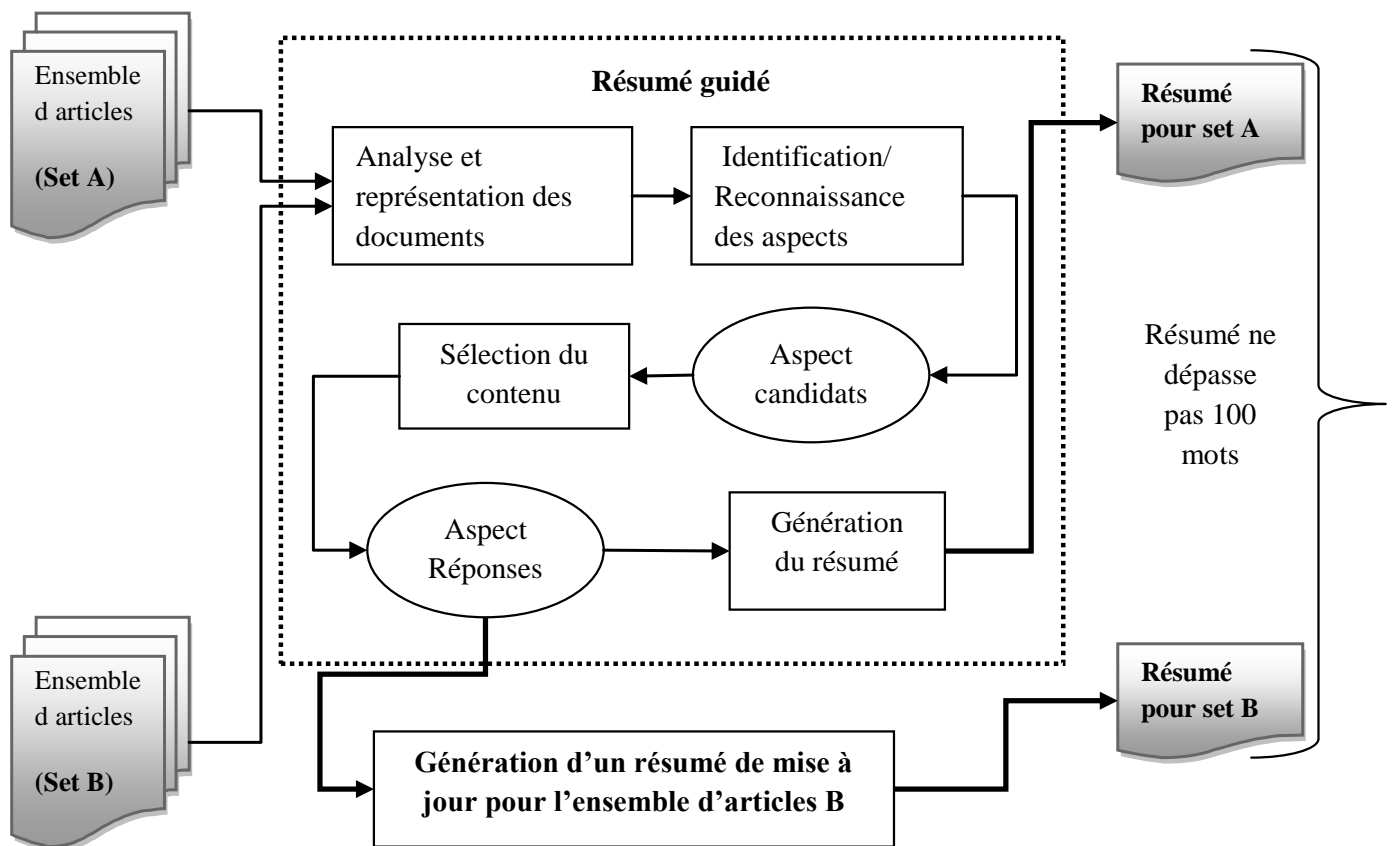 Ensemble
d articles
(Set A)
Résumé guidé
Analyse et
représentation des
documents
Identification/
Reconnaissance
des aspects
Sélection du
contenu
Aspect
candidats
Aspect
Réponses
Génération
du résumé
Résumé
pour set A
Résumé ne
dépasse
pas 100
mots
Ensemble
d articles
(Set B)
Génération d’un résumé de mise à
jour pour l’ensemble d’articles B
Résumé
pour set B